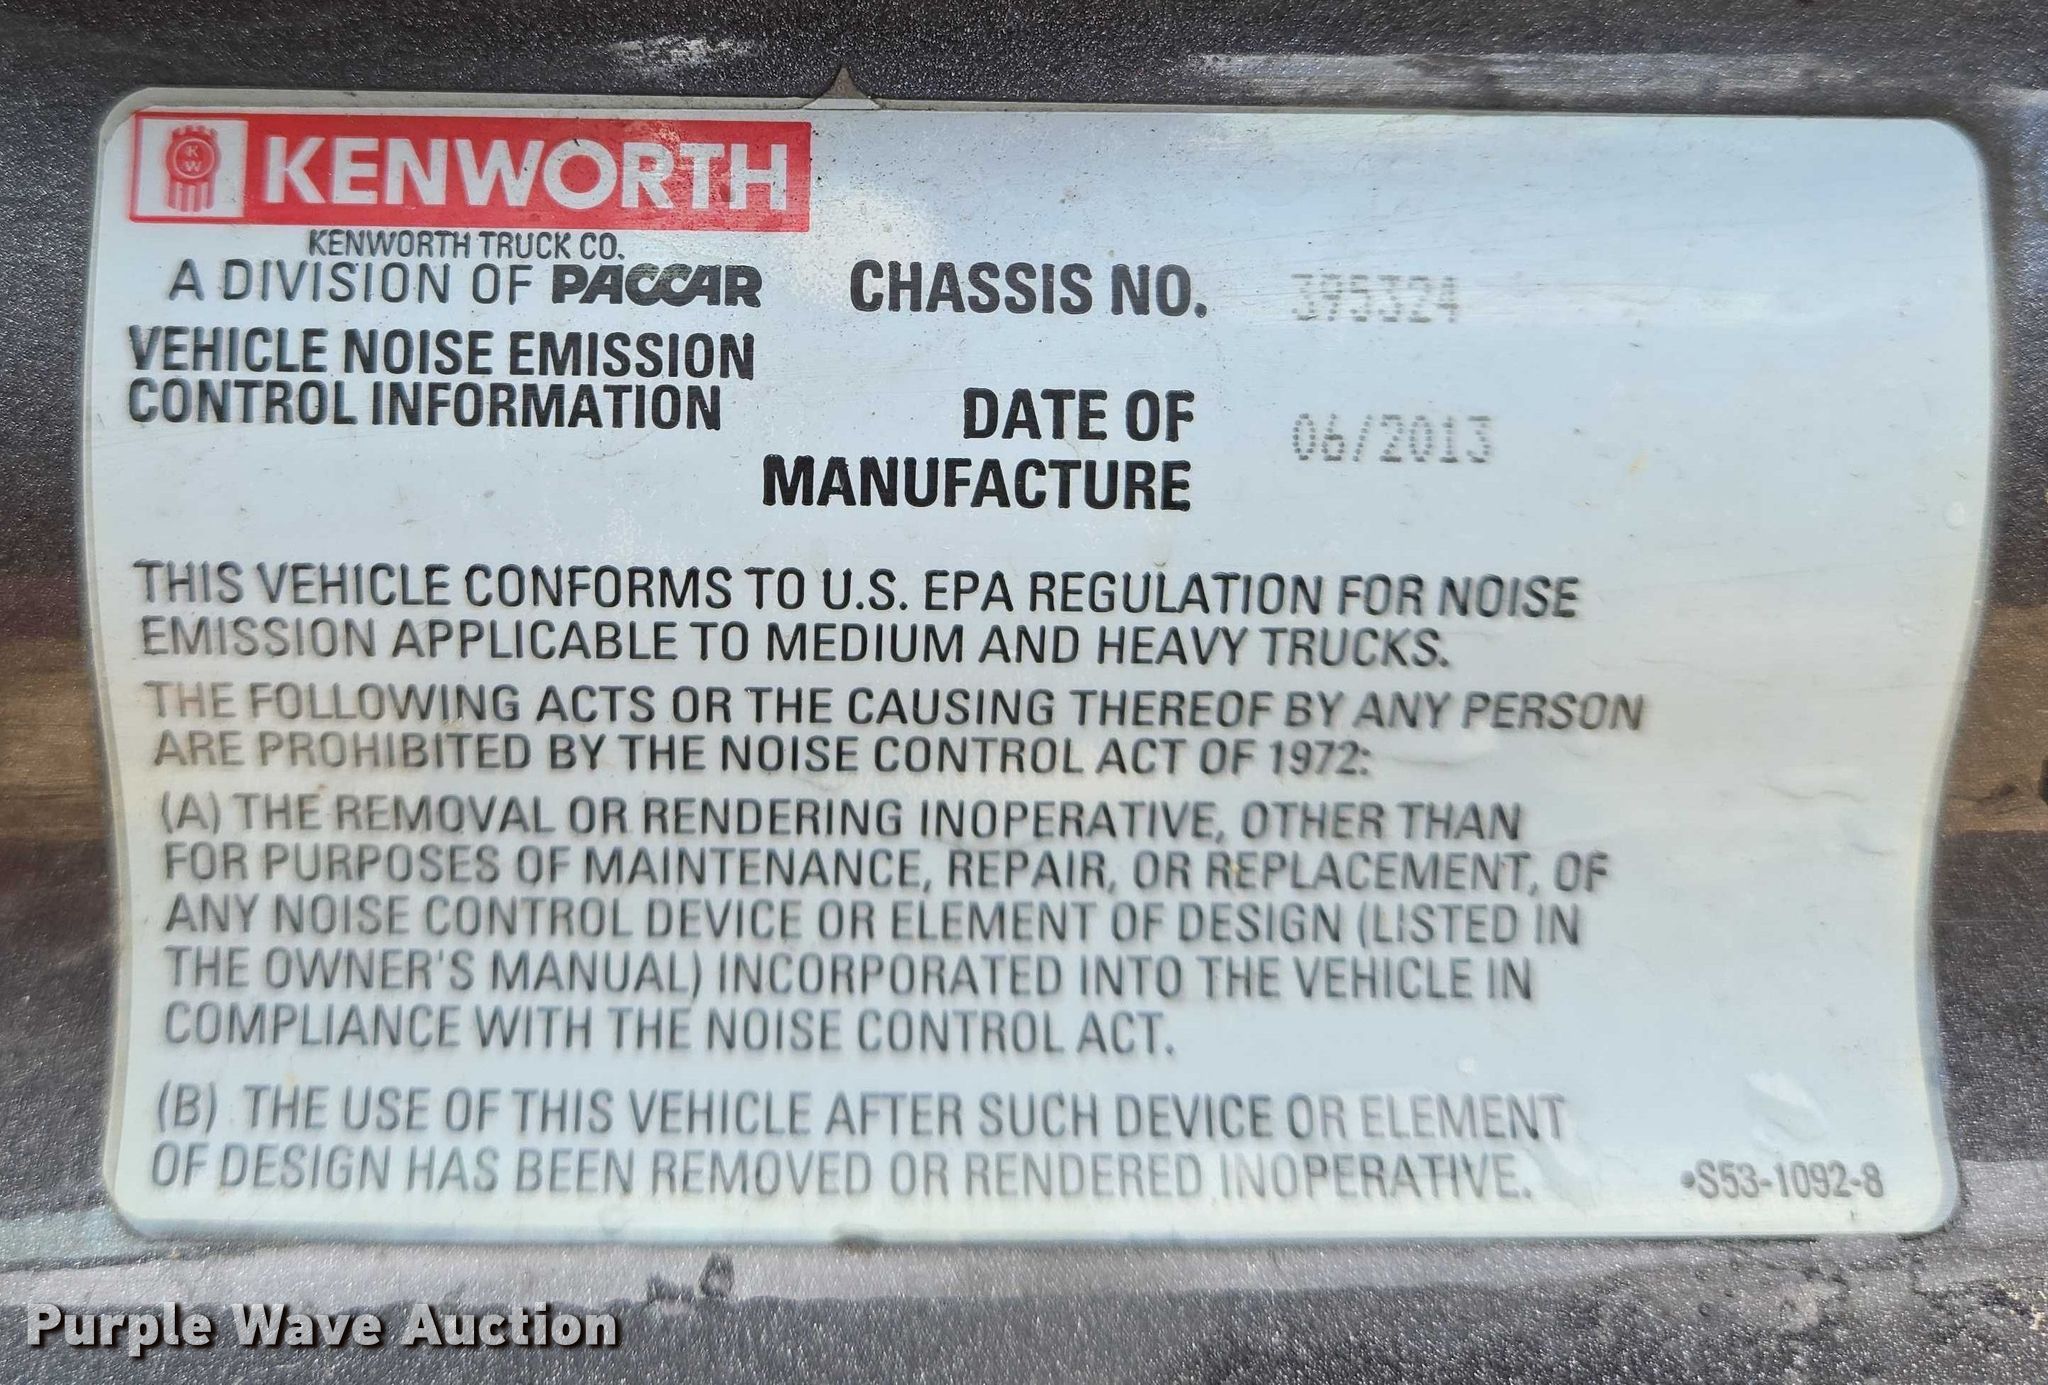 KENWORTH
KENWORTH TRUCK CO.
A DIVISION OF PACCAR
VEHICLE NOISE EMISSION
CONTROL INFORMATION
CHASSIS NO. 395324
DATE OF
MANUFACTURE
06/2013
THIS VEHICLE CONFORMS TO U.S. EPA REGULATION FOR NOISE
EMISSION APPLICABLE TO MEDIUM AND HEAVY TRUCKS.
THE FOLLOWING ACTS OR THE CAUSING THEREOF BY ANY PERSON
ARE PROHIBITED BY THE NOISE CONTROL ACT OF 1972:
(A) THE REMOVAL OR RENDERING INOPERATIVE, OTHER THAN
FOR PURPOSES OF MAINTENANCE, REPAIR, OR REPLACEMENT, OF
ANY NOISE CONTROL DEVICE OR ELEMENT OF DESIGN (LISTED IN
THE OWNER'S MANUAL) INCORPORATED INTO THE VEHICLE IN
COMPLIANCE WITH THE NOISE CONTROL ACT.
(B) THE USE OF THIS VEHICLE AFTER SUCH DEVICE OR ELEMENT
OF DESIGN HAS BEEN REMOVED OR RENDERED INOPERATIVE.
•S53-1092-8
Purple Wave Auction